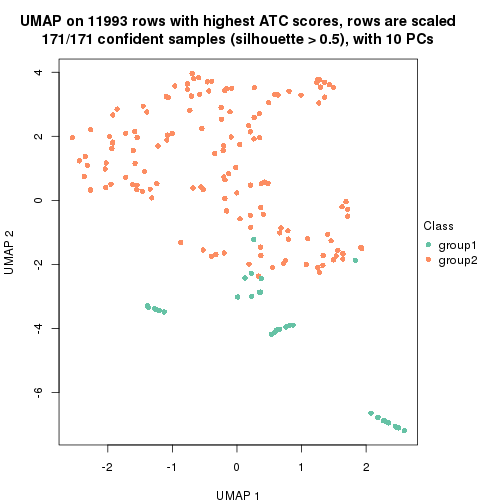 UMAP on 11993 rows with highest ATC scores, rows are scaled
171/171 confident samples (silhouette > 0.5), with 10 PCs
4
2
0
-2
-4
-6
UMAP 2
-2
-1
0
1
2
UMAP 1
Class
group1
group2